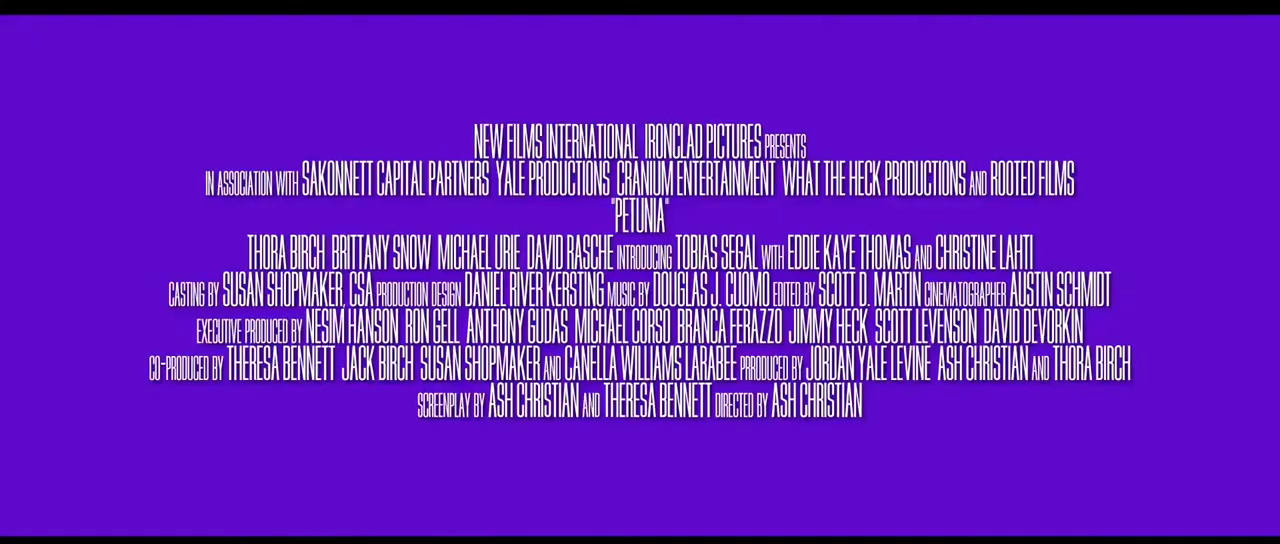 NEW FILMS INTERNATIONAL IRONCLAD PICTURES PRESENTS
IN ASSOCIATION WITH SAKONNETT CAPITAL PARTNERS YALE PRODUCTIONS CRANIUM ENTERTAINMENT WHAT THE HECK PRODUCTIONS AND ROOTED FILMS
"PETUNIA"
THORA BIRCH BRITTANY SNOW MICHAEL URIE DAVID RASCHE INTRODUCING TOBIAS SEGAL WITH EDDIE KAYE THOMAS AND CHRISTINE LAHTI
CASTING BY SUSAN SHOPMAKER, CSA PRODUCTION DESIGN DANIEL RIVER KERSTING MUSIC BY DOUGLAS J. CUOMO EDITED BY SCOTT D. MARTIN CINEMATOGRAPHER AUSTIN SCHMIDT
EXECUTIVE PRODUCED BY NESIM HANSON RON GELL ANTHONY GUDAS MICHAEL CORSO BRANCA FERAZZO JIMMY HECK SCOTT LEVENSON DAVID DEVORKIN
CO-PRODUCED BY THERESA BENNETT JACK BIRCH SUSAN SHOPMAKER AND CANELLA WILLIAMS LARABEE PRRODUCED BY JORDAN YALE LEVINE ASH CHRISTIAN AND THORA BIRCH
SCREENPLAY BY ASH CHRISTIAN AND THERESA BENNETT DIRECTED BY ASH CHRISTIAN